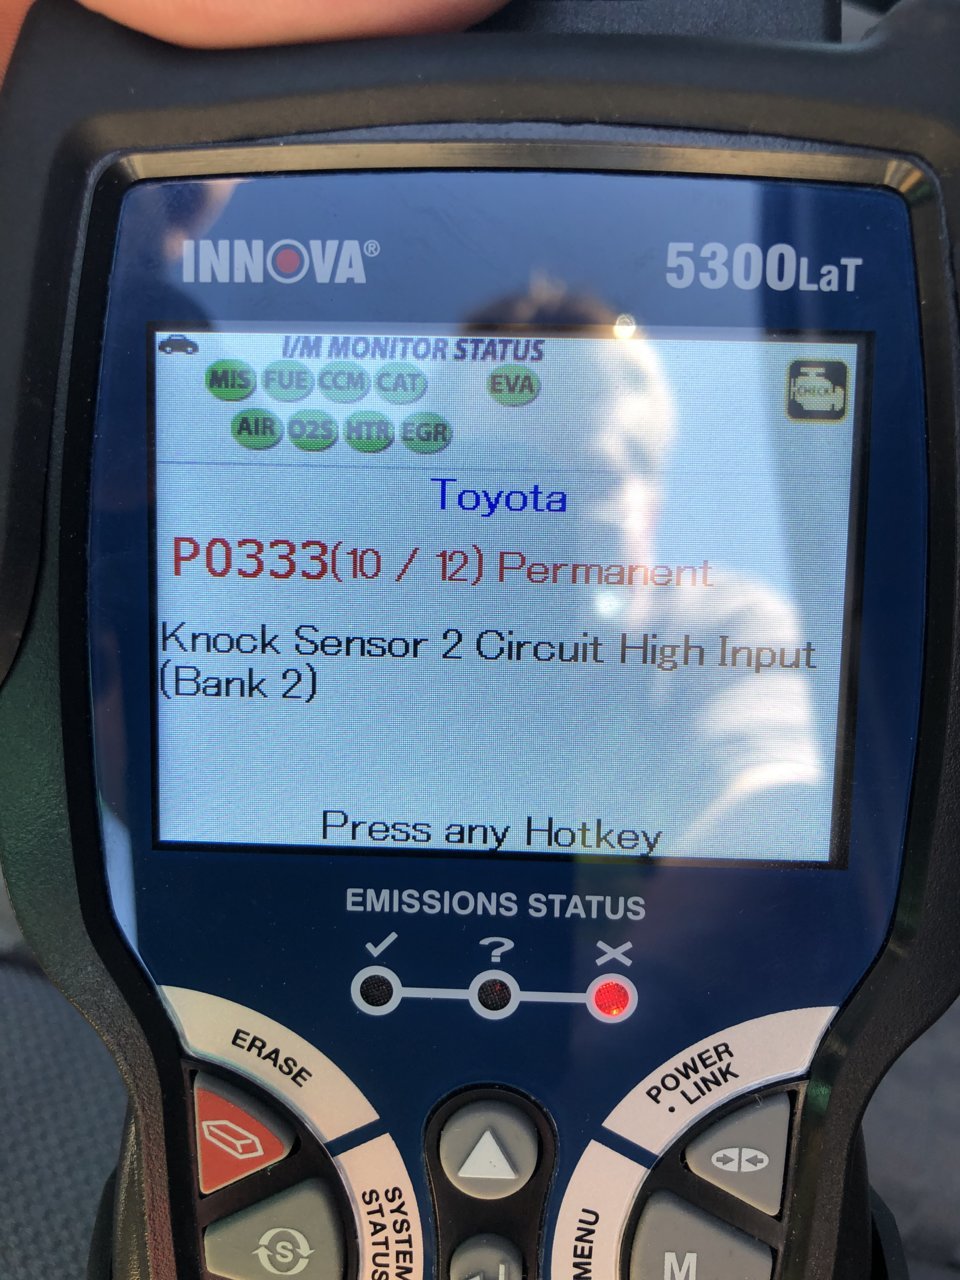 INNOVA®
5300LaT
I/M MONITOR STATUS
MIS FUE CCM CAT EVA
CHECK
AIR O2S HTR EGR
Toyota
P0333(10 / 12) Permanent
Knock Sensor 2 Circuit High Input
(Bank 2)
Press any Hotkey
EMISSIONS STATUS
✓ ? X
ERASE
POWER
• LINK
SYSTEM
STATUS
MENU
S
M